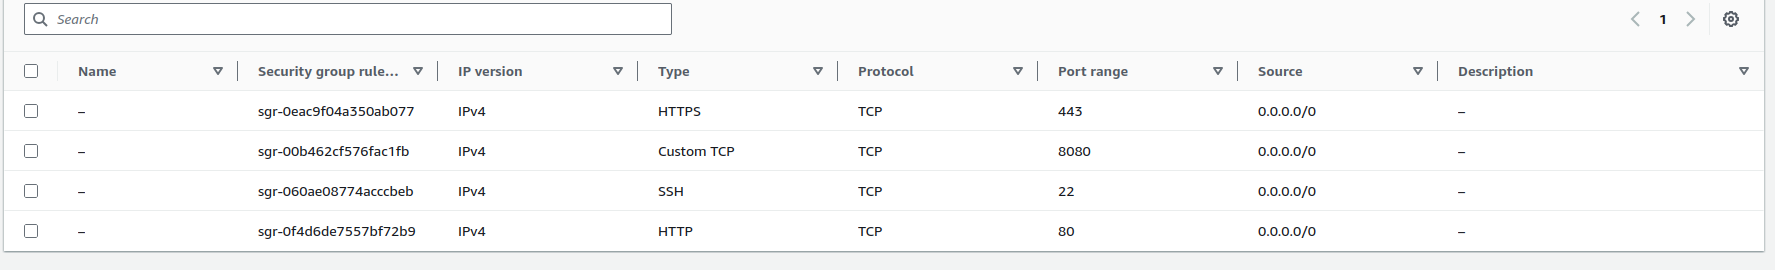 Search
1
Name Security group rule... IP version Type Protocol Port range Source Description
– sgr-0eac9f04a350ab077 IPv4 HTTPS TCP 443 0.0.0.0/0 –
– sgr-00b462cf576fac1fb IPv4 Custom TCP TCP 8080 0.0.0.0/0 –
– sgr-060ae08774acccbeb IPv4 SSH TCP 22 0.0.0.0/0 –
– sgr-0f4d6de7557bf72b9 IPv4 HTTP TCP 80 0.0.0.0/0 –